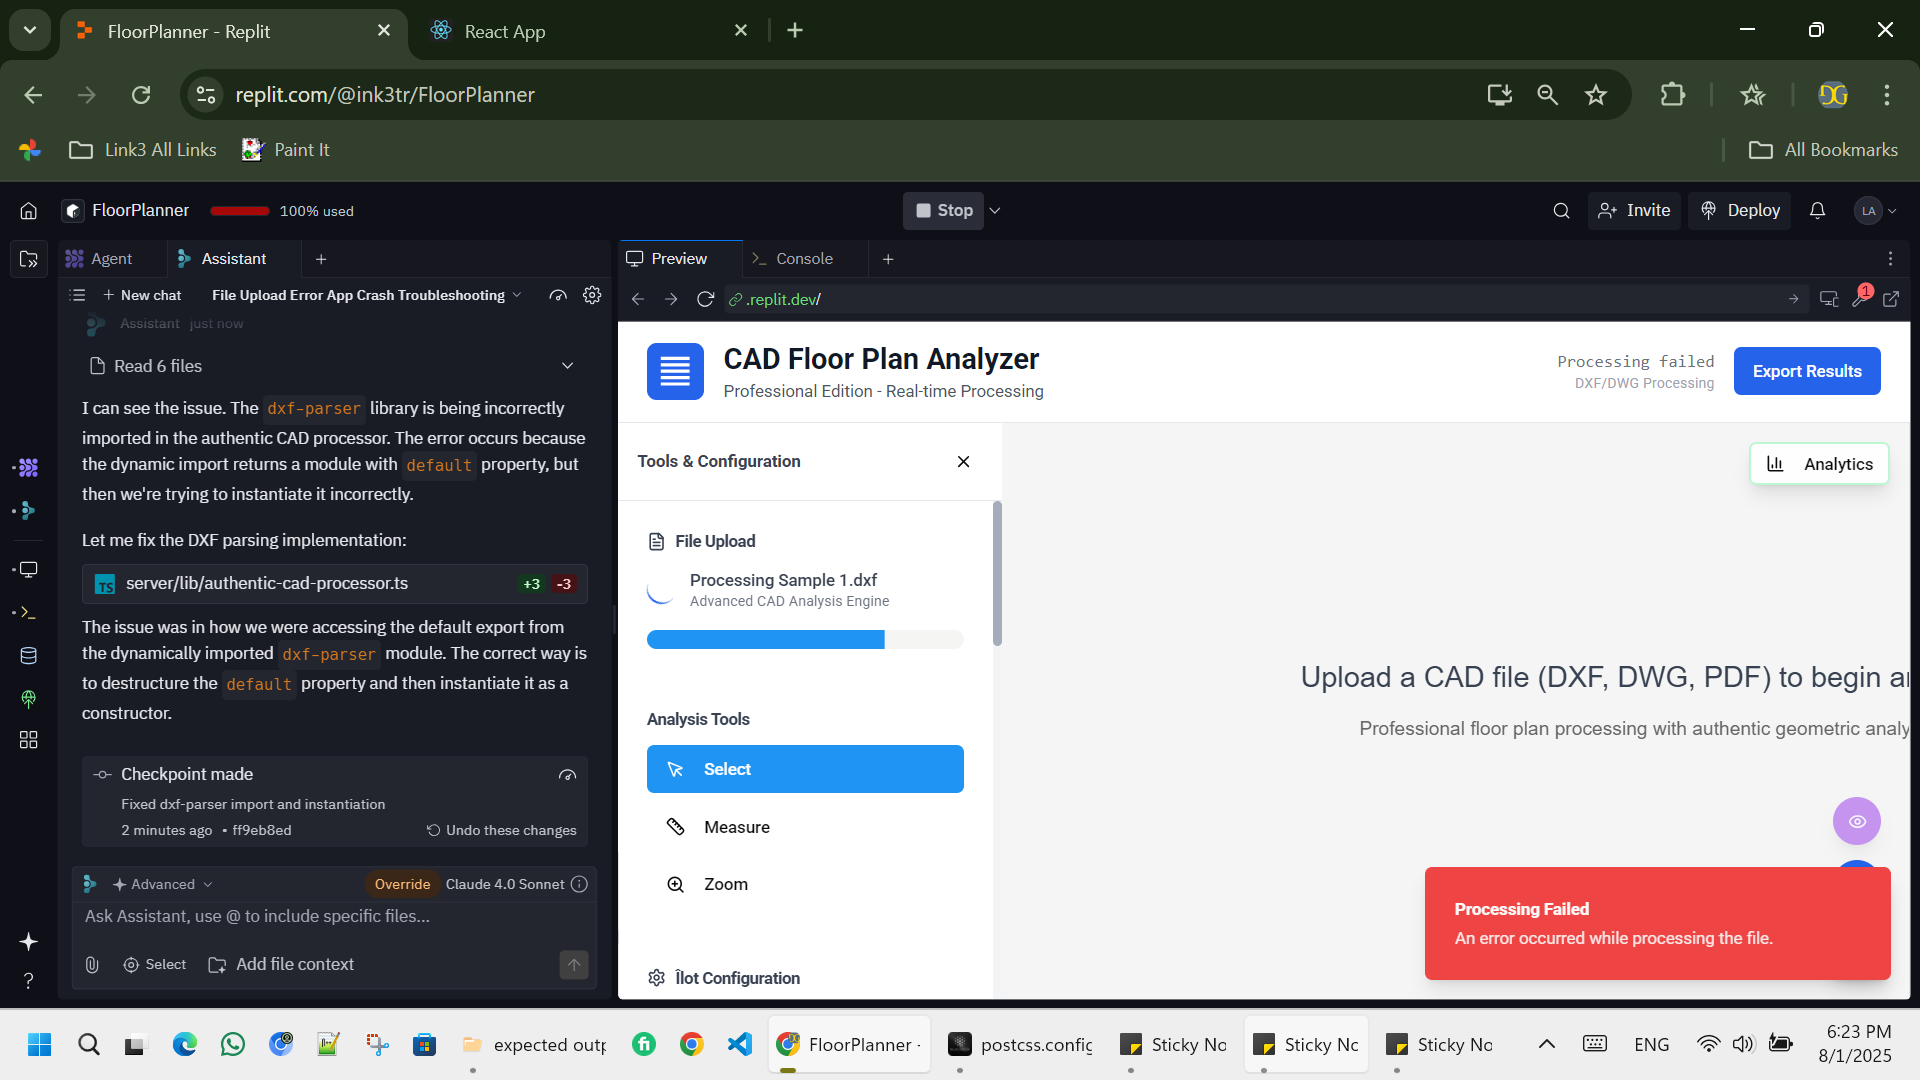 FloorPlanner - Replit
React App
replit.com/@ink3tr/FloorPlanner
DG
Link3 All Links
Paint It
All Bookmarks
FloorPlanner
100% used
Stop
Invite
Deploy
LA
Agent
Assistant
New chat
File Upload Error App Crash Troubleshooting
Assistant just now
Read 6 files
I can see the issue. The dxf-parser library is being incorrectly
imported in the authentic CAD processor. The error occurs because
the dynamic import returns a module with default property, but
then we're trying to instantiate it incorrectly.
Let me fix the DXF parsing implementation:
TS server/lib/authentic-cad-processor.ts +3 -3
The issue was in how we were accessing the default export from
the dynamically imported dxf-parser module. The correct way is
to destructure the default property and then instantiate it as a
constructor.
Checkpoint made
Fixed dxf-parser import and instantiation
2 minutes ago • ff9eb8ed
Undo these changes
Advanced
Override
Claude 4.0 Sonnet
Ask Assistant, use @ to include specific files...
Select
Add file context
Preview
Console
.replit.dev/
1
CAD Floor Plan Analyzer
Professional Edition - Real-time Processing
Processing failed
DXF/DWG Processing
Export Results
Tools & Configuration
Analytics
File Upload
Processing Sample 1.dxf
Advanced CAD Analysis Engine
Analysis Tools
Select
Measure
Zoom
Îlot Configuration
Upload a CAD file (DXF, DWG, PDF) to begin a
Professional floor plan processing with authentic geometric analy
Processing Failed
An error occurred while processing the file.
expected outp
FloorPlanner -
postcss.config
Sticky No
Sticky No
Sticky No
ENG
6:23 PM
8/1/2025